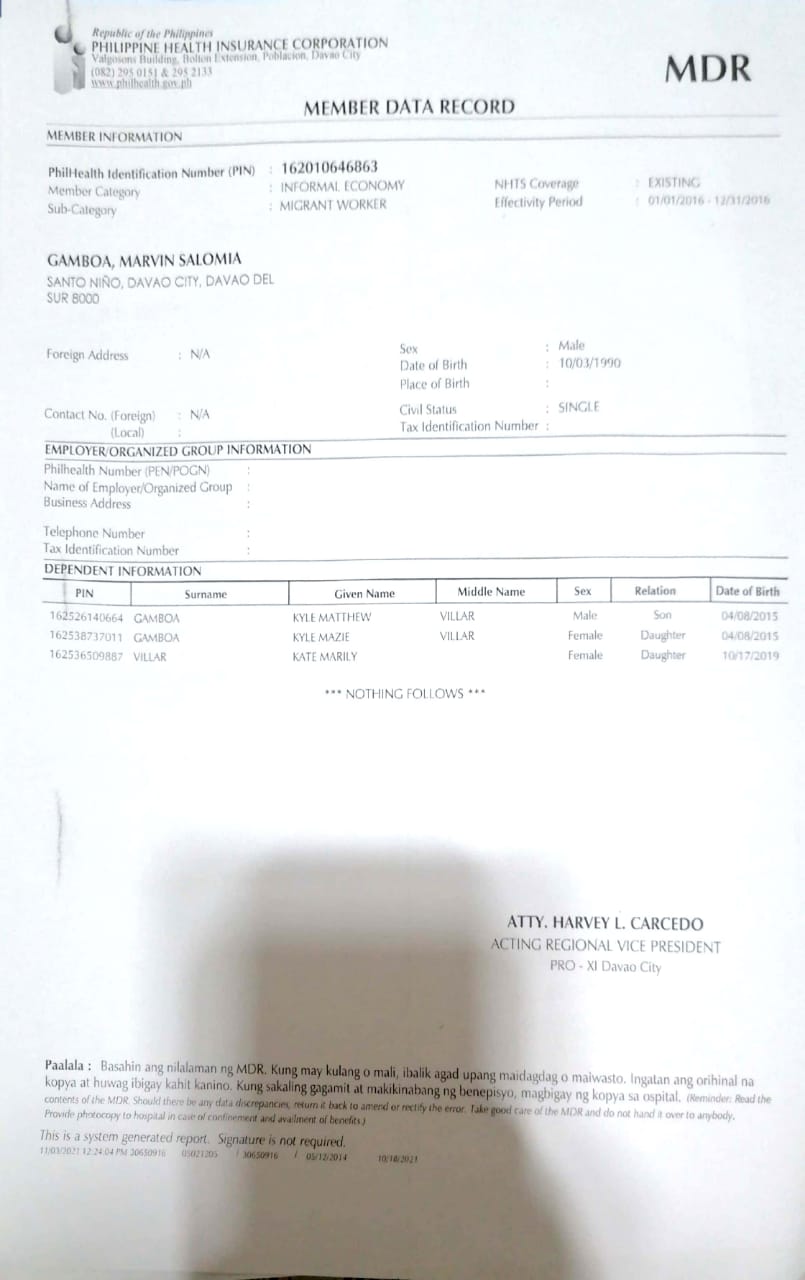 Republic of the Philippines
PHILIPPINE HEALTH INSURANCE CORPORATION
Valgosons Building, Bolton Extension, Poblacion, Davao City
(082) 295 0151 & 295 2133
www.philhealth.gov.ph
MDR
MEMBER DATA RECORD
MEMBER INFORMATION
PhilHealth Identification Number (PIN) : 162010646863
Member Category : INFORMAL ECONOMY NHTS Coverage : EXISTING
Sub-Category : MIGRANT WORKER Effectivity Period : 01/01/2016 - 12/31/2016
GAMBOA, MARVIN SALOMIA
SANTO NIÑO, DAVAO CITY, DAVAO DEL
SUR 8000
Foreign Address : N/A Sex : Male
Date of Birth : 10/03/1990
Place of Birth :
Contact No. (Foreign) : N/A Civil Status : SINGLE
(Local) : Tax Identification Number :
EMPLOYER/ORGANIZED GROUP INFORMATION
Philhealth Number (PEN/POGN) :
Name of Employer/Organized Group :
Business Address :
Telephone Number :
Tax Identification Number :
DEPENDENT INFORMATION
PIN Surname Given Name Middle Name Sex Relation Date of Birth
162526140664 GAMBOA KYLE MATTHEW VILLAR Male Son 04/08/2015
162538737011 GAMBOA KYLE MAZIE VILLAR Female Daughter 04/08/2015
162536509887 VILLAR KATE MARILY Female Daughter 10/17/2019
*** NOTHING FOLLOWS ***
ATTY. HARVEY L. CARCEDO
ACTING REGIONAL VICE PRESIDENT
PRO - XI Davao City
Paalala : Basahin ang nilalaman ng MDR. Kung may kulang o mali, ibalik agad upang maidagdag o maiwasto. Ingatan ang orihinal na
kopya at huwag ibigay kahit kanino. Kung sakaling gagamit at makikinabang ng benepisyo, magbigay ng kopya sa ospital. (Reminder: Read the
contents of the MDR. Should there be any data discrepancies, return it back to amend or rectify the error. Take good care of the MDR and do not hand it over to anybody.
Provide photocopy to hospital in case of confinement and availment of benefits.)
This is a system generated report. Signature is not required.
11/03/2021 12:24:04 PM 30650916 05021205 / 30650916 / 05/12/2014 10/18/2021